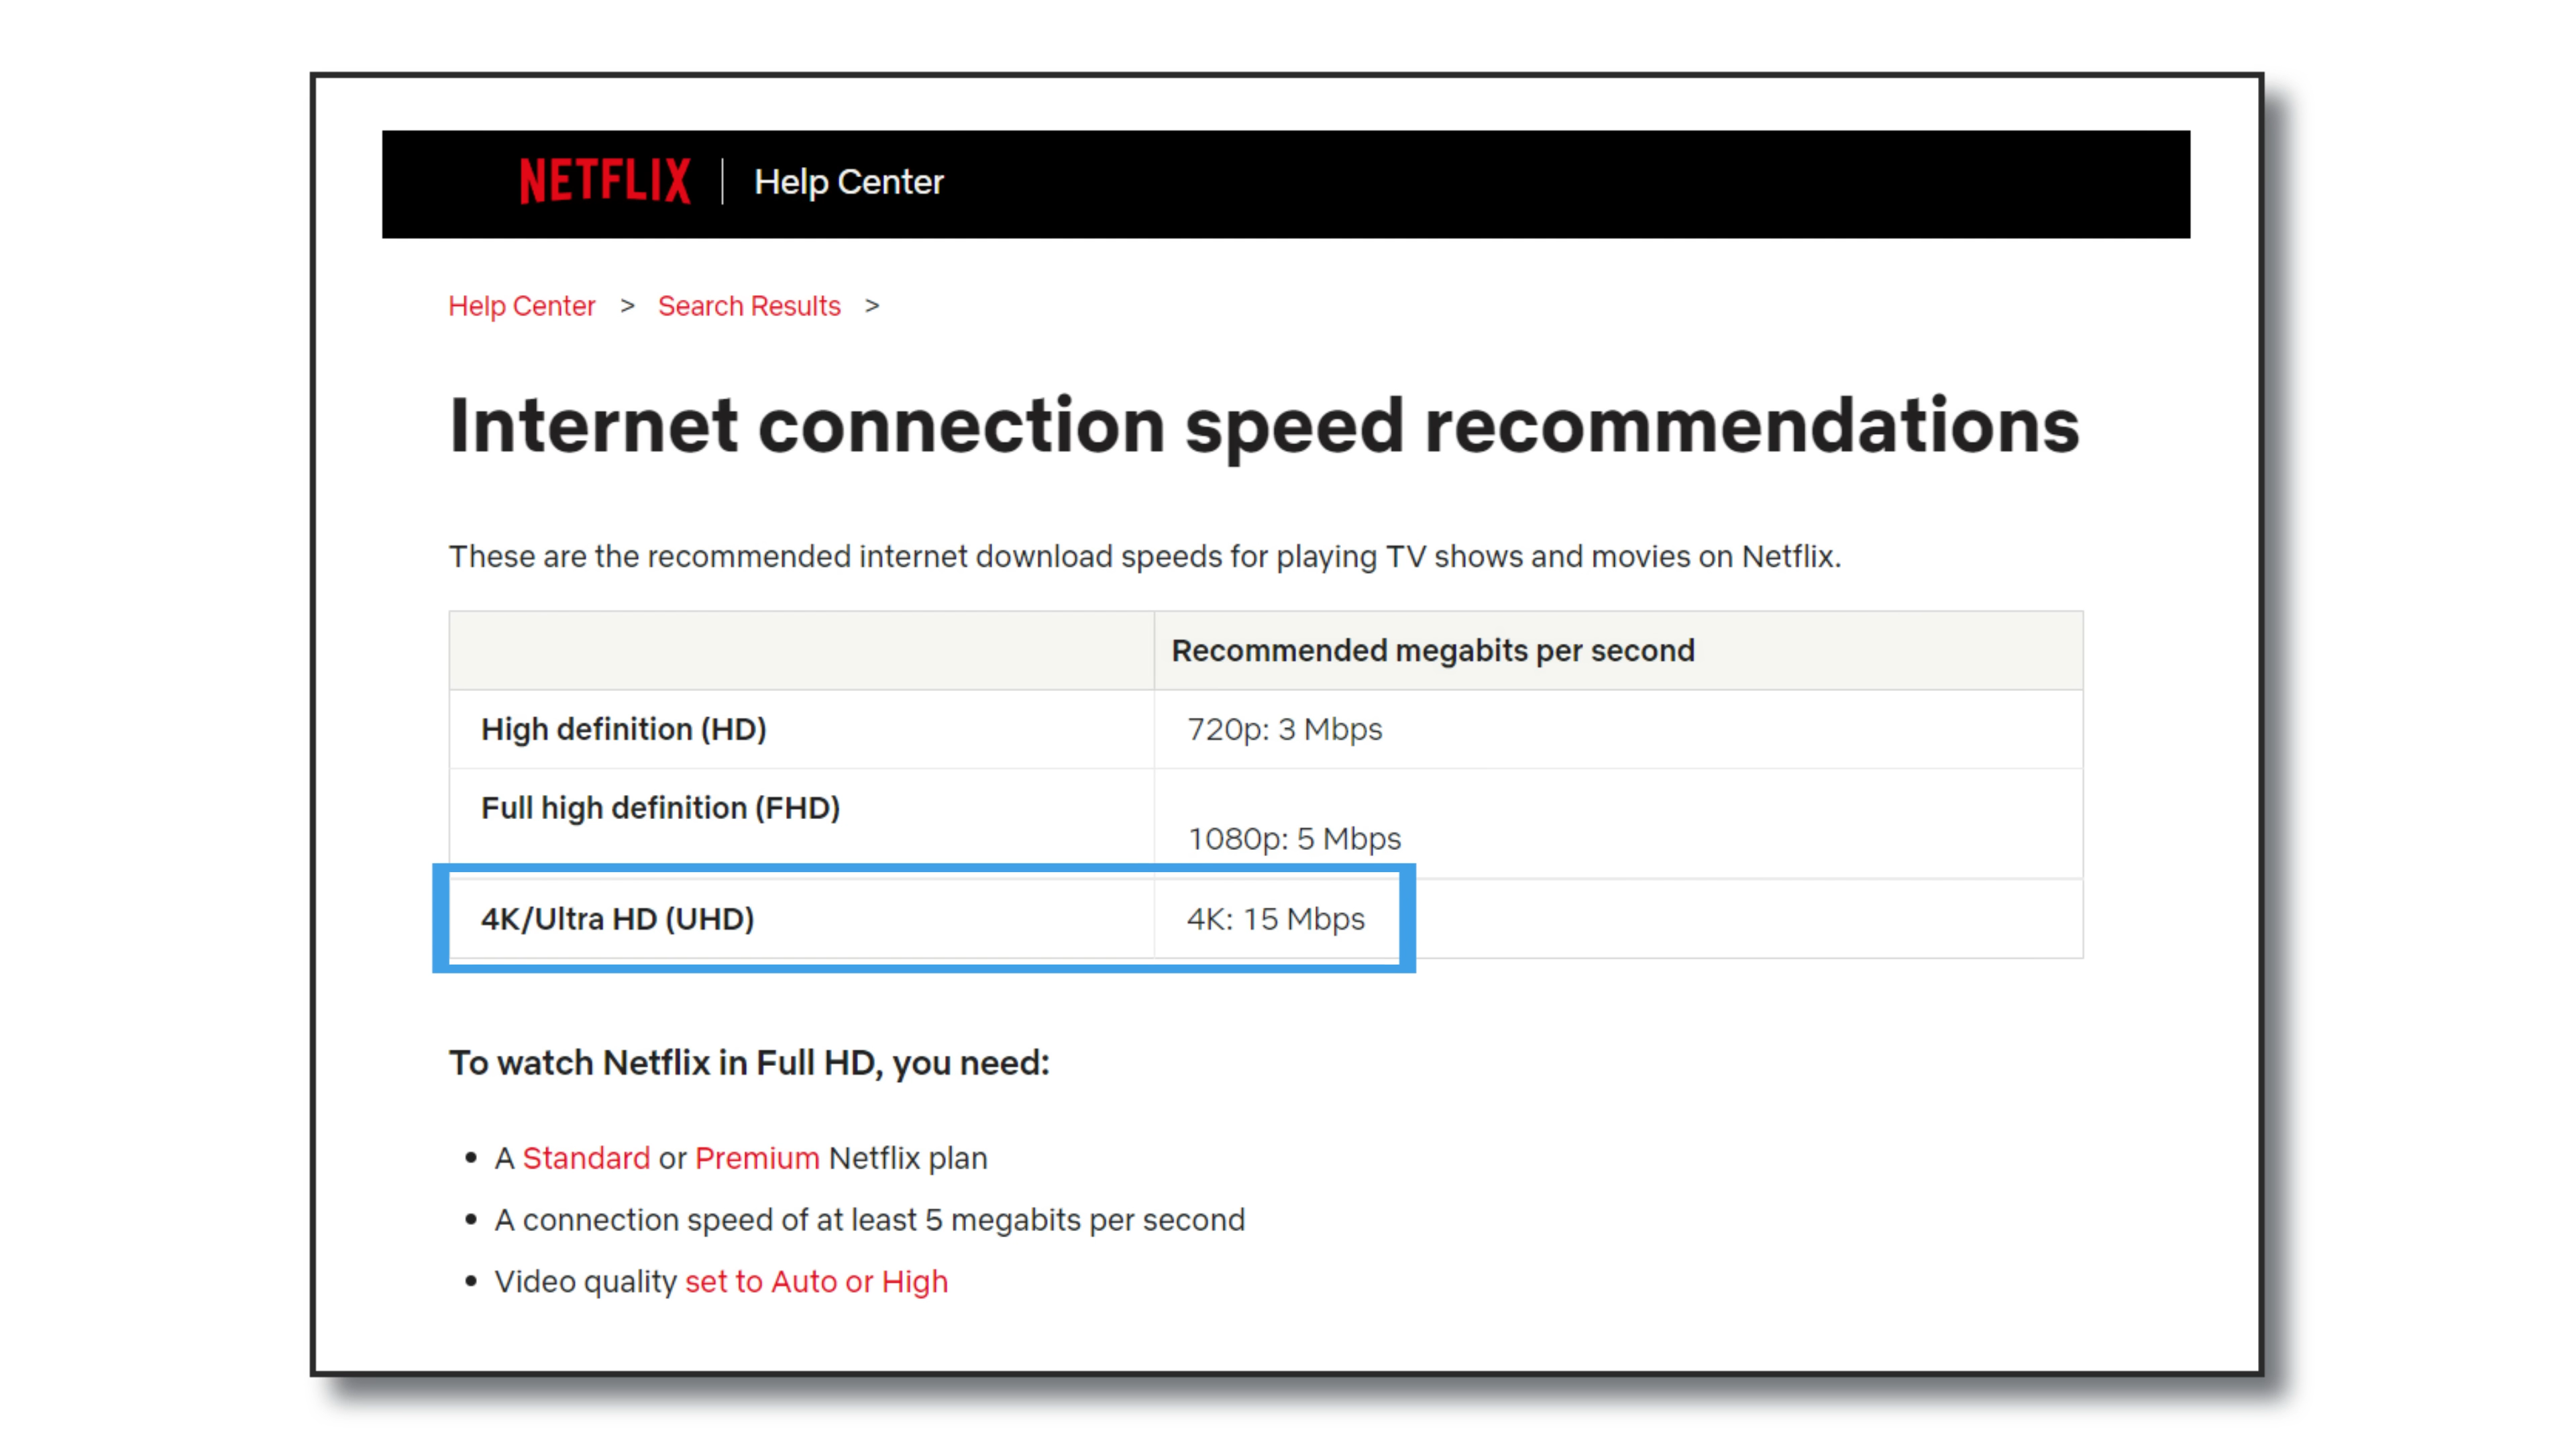 NETFLIX | Help Center
Help Center > Search Results >
Internet connection speed recommendations
These are the recommended internet download speeds for playing TV shows and movies on Netflix.
Recommended megabits per second
High definition (HD) 720p: 3 Mbps
Full high definition (FHD) 1080p: 5 Mbps
4K/Ultra HD (UHD) 4K: 15 Mbps
To watch Netflix in Full HD, you need:
• A Standard or Premium Netflix plan
• A connection speed of at least 5 megabits per second
• Video quality set to Auto or High